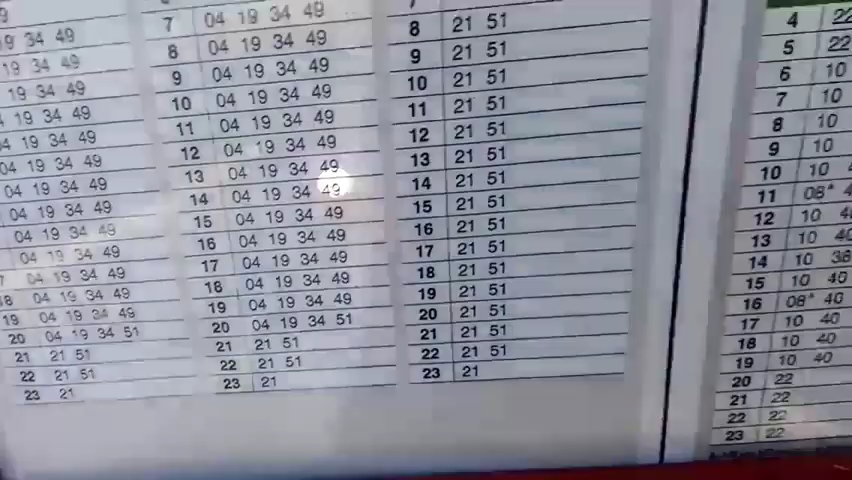 9
9 34 49
19 34 49
19 34 49
19 34 49
04 19 34 49
04 19 34 49
04 19 34 49
04 19 34 49
04 19 34 49
04 19 34 49
04 19 34 49
18 04 19 34 49
19 04 19 34 49
20 04 19 34 51
21 21 51
22 21 51
23 21
7 04 19 34 49
8 04 19 34 49
9 04 19 34 49
10 04 19 34 49
11 04 19 34 49
12 04 19 34 49
13 04 19 34 49
14 04 19 34 49
15 04 19 34 49
16 04 19 34 49
17 04 19 34 49
18 04 19 34 49
19 04 19 34 49
20 04 19 34 51
21 21 51
22 21 51
23 21
8 21 51
9 21 51
10 21 51
11 21 51
12 21 51
13 21 51
14 21 51
15 21 51
16 21 51
17 21 51
18 21 51
19 21 51
20 21 51
21 21 51
22 21 51
23 21
4 22
5 22
6 10
7 10
8 10
9 10
10 10
11 08*
12 10
13 10 40
14 10 38
15 10 40
16 08* 40
17 10 40
18 10 40
19 10 40
20 22
21 22
22 22
23 22